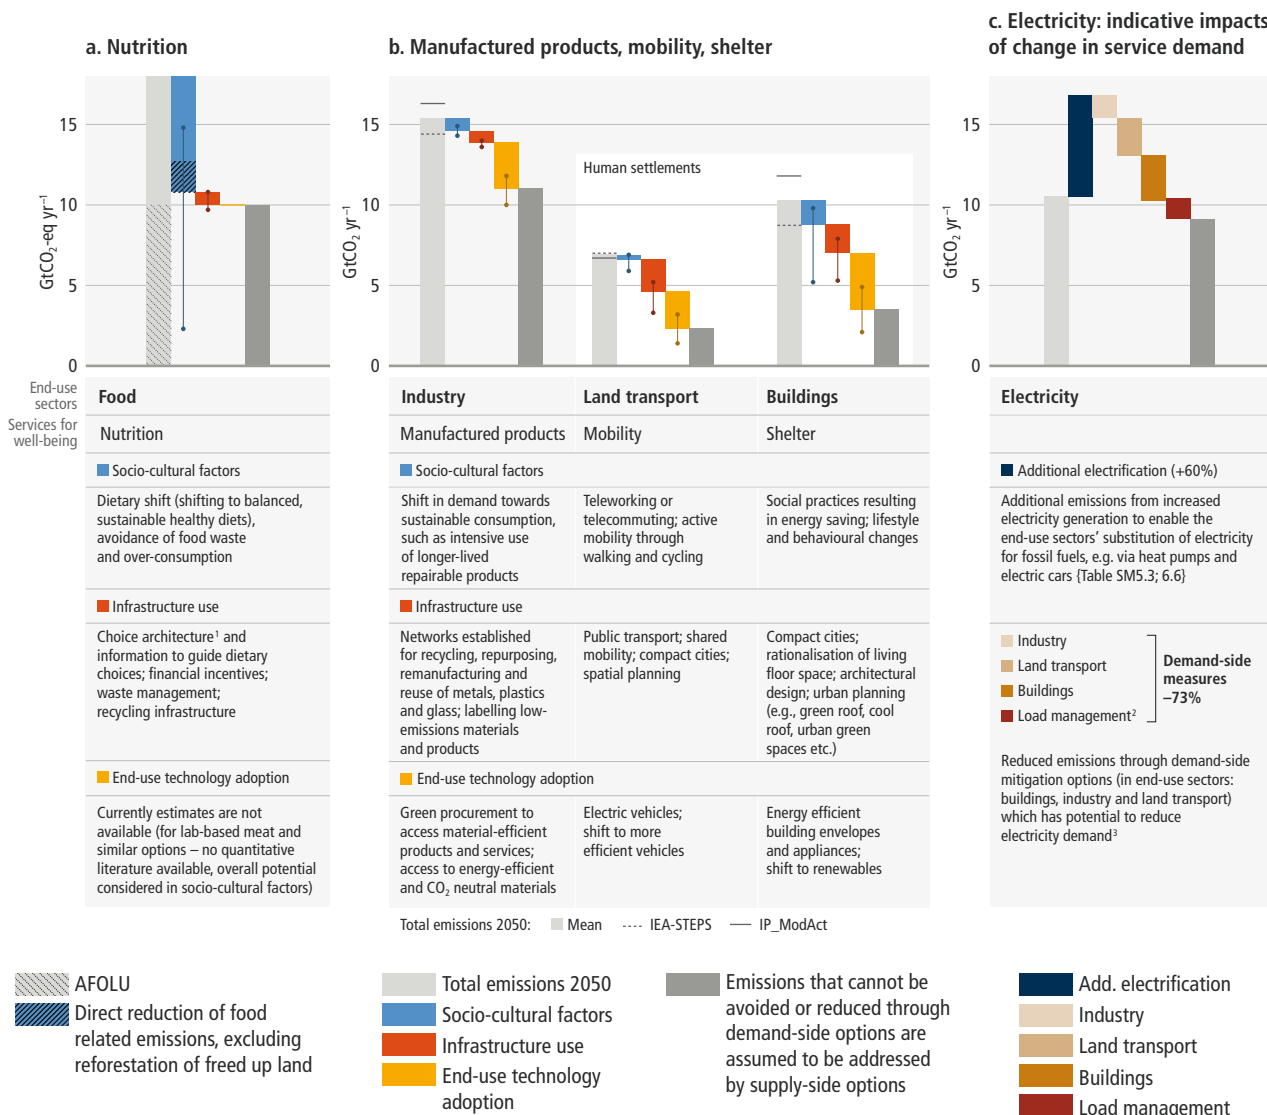 a. Nutrition
b. Manufactured products, mobility, shelter
c. Electricity: indicative impacts
of change in service demand
GtCO₂-eq yr⁻¹
15
10
5
0
GtCO₂ yr⁻¹
15
10
5
0
Human settlements
GtCO₂ yr⁻¹
15
10
5
0
End-use
sectors
Food
Industry
Land transport
Buildings
Electricity
Services for
well-being
Nutrition
Manufactured products
Mobility
Shelter
Socio-cultural factors
Socio-cultural factors
Additional electrification (+60%)
Dietary shift (shifting to balanced,
sustainable healthy diets),
avoidance of food waste
and over-consumption
Shift in demand towards
sustainable consumption,
such as intensive use
of longer-lived
repairable products
Teleworking or
telecommuting; active
mobility through
walking and cycling
Social practices resulting
in energy saving; lifestyle
and behavioural changes
Additional emissions from increased
electricity generation to enable the
end-use sectors’ substitution of electricity
for fossil fuels, e.g. via heat pumps and
electric cars {Table SM5.3; 6.6}
Infrastructure use
Infrastructure use
Choice architecture¹ and
information to guide dietary
choices; financial incentives;
waste management;
recycling infrastructure
Networks established
for recycling, repurposing,
remanufacturing and
reuse of metals, plastics
and glass; labelling low-
emissions materials
and products
Public transport; shared
mobility; compact cities;
spatial planning
Compact cities;
rationalisation of living
floor space; architectural
design; urban planning
(e.g., green roof, cool
roof, urban green
spaces etc.)
Industry
Land transport
Buildings
Load management²
Demand-side
measures
–73%
End-use technology adoption
End-use technology adoption
Currently estimates are not
available (for lab-based meat and
similar options – no quantitative
literature available, overall potential
considered in socio-cultural factors)
Green procurement to
access material-efficient
products and services;
access to energy-efficient
and CO₂ neutral materials
Electric vehicles;
shift to more
efficient vehicles
Energy efficient
building envelopes
and appliances;
shift to renewables
Reduced emissions through demand-side
mitigation options (in end-use sectors:
buildings, industry and land transport)
which has potential to reduce
electricity demand³
Total emissions 2050: Mean IEA-STEPS IP_ModAct
AFOLU
Direct reduction of food
related emissions, excluding
reforestation of freed up land
Total emissions 2050
Socio-cultural factors
Infrastructure use
End-use technology
adoption
Emissions that cannot be
avoided or reduced through
demand-side options are
assumed to be addressed
by supply-side options
Add. electrification
Industry
Land transport
Buildings
Load management